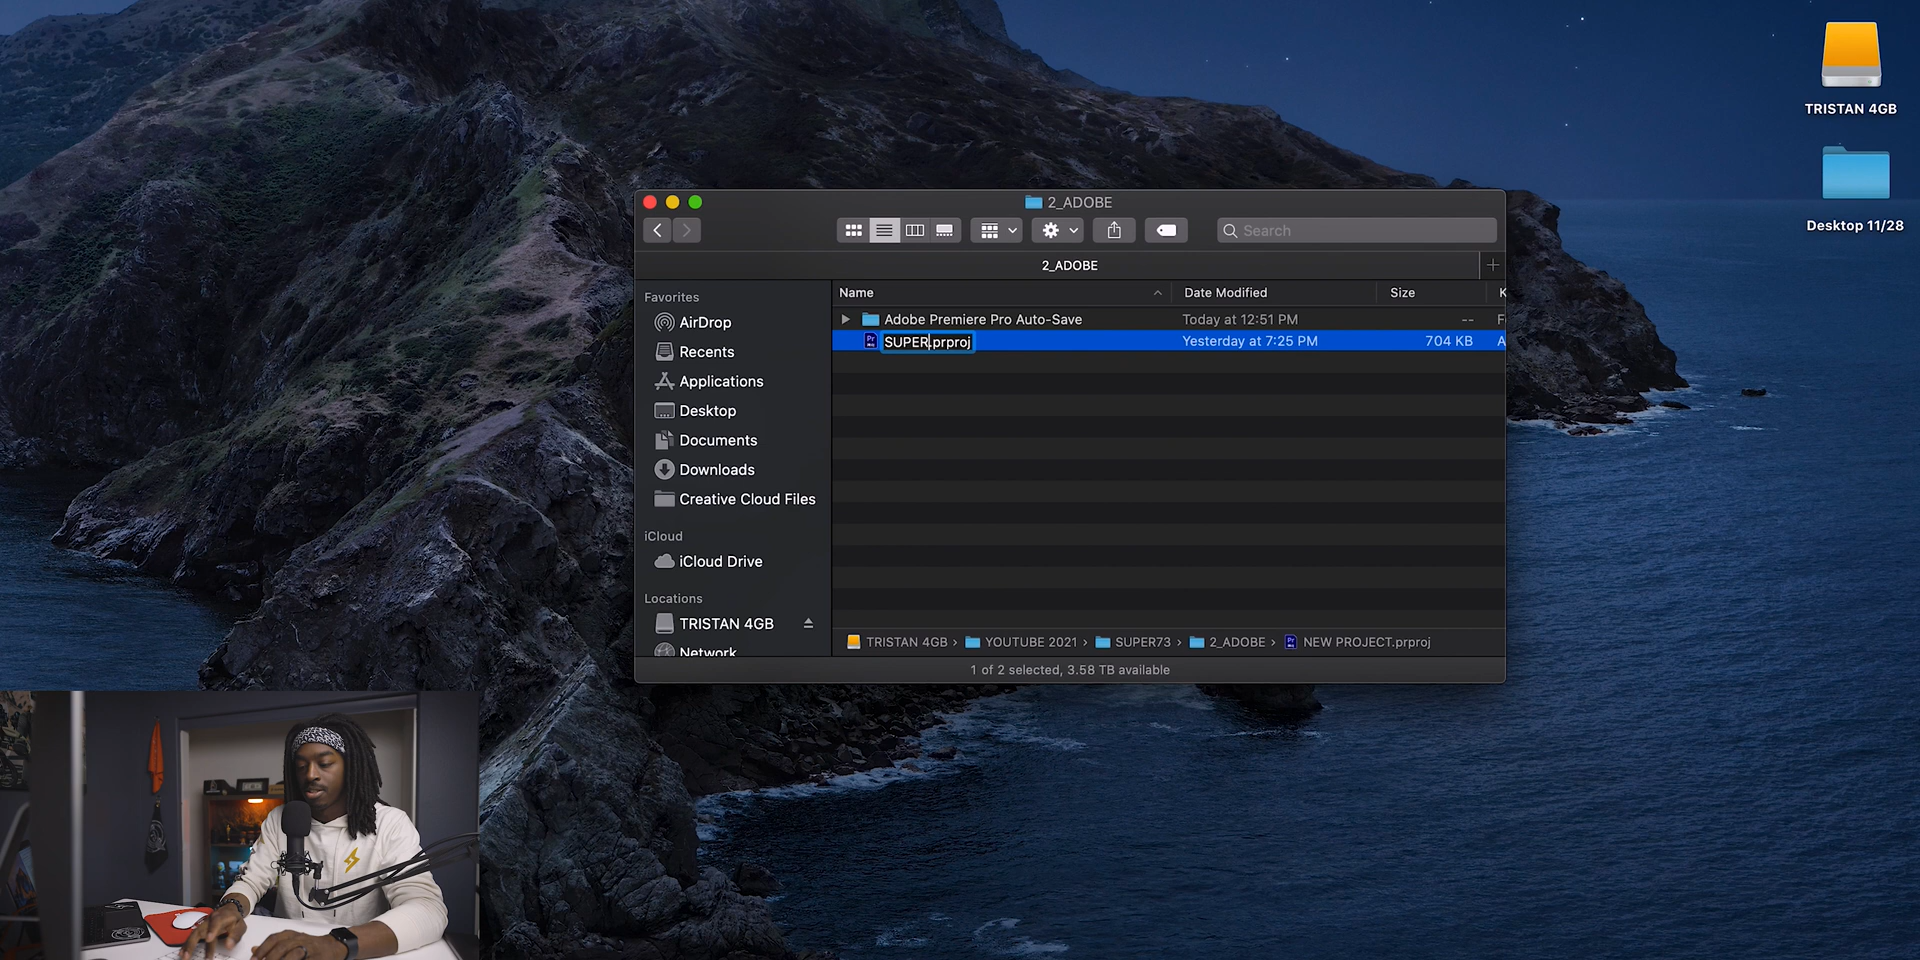 TRISTAN 4GB
Desktop 11/28
2_ADOBE
Search
2_ADOBE
Favorites
AirDrop
Recents
Applications
Desktop
Documents
Downloads
Creative Cloud Files
iCloud
iCloud Drive
Locations
TRISTAN 4GB
Network
Name Date Modified Size K
Adobe Premiere Pro Auto-Save Today at 12:51 PM -- F
SUPER.prproj Yesterday at 7:25 PM 704 KB A
TRISTAN 4GB › YOUTUBE 2021 › SUPER73 › 2_ADOBE › NEW PROJECT.prproj
1 of 2 selected, 3.58 TB available